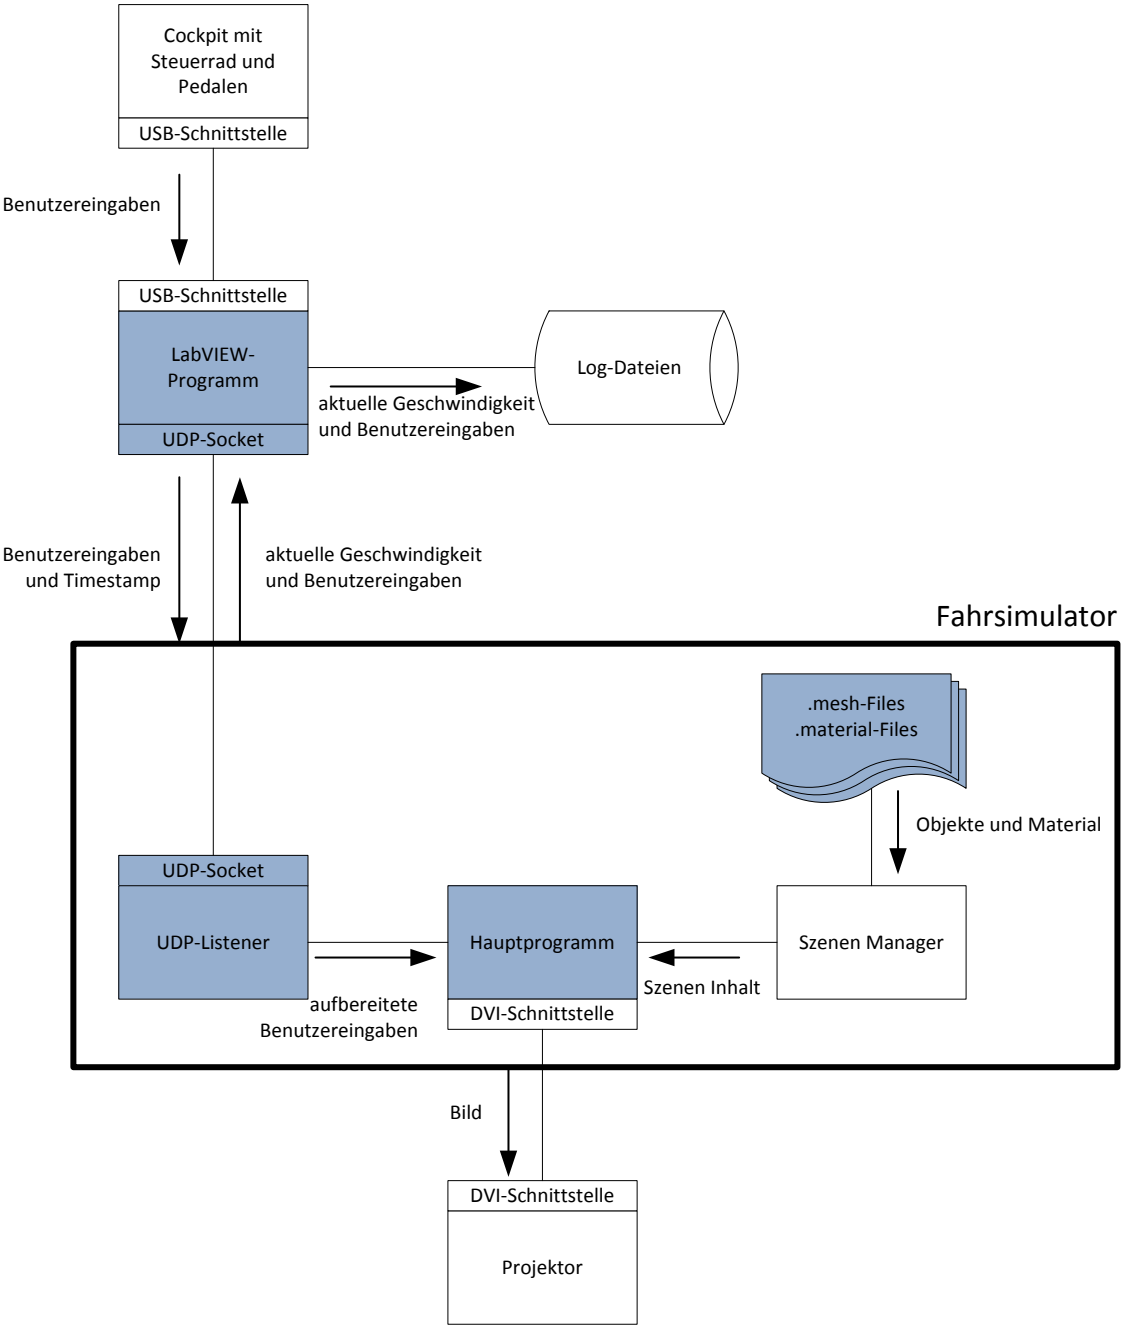 Cockpit mit
Steuerrad und
Pedalen
USB-Schnittstelle
Benutzereingaben
USB-Schnittstelle
LabVIEW-
Programm
UDP-Socket
Log-Dateien
aktuelle Geschwindigkeit
und Benutzereingaben
Benutzereingaben
und Timestamp
aktuelle Geschwindigkeit
und Benutzereingaben
Fahrsimulator
.mesh-Files
.material-Files
Objekte und Material
UDP-Socket
UDP-Listener
Hauptprogramm
Szenen Manager
Szenen Inhalt
aufbereitete
Benutzereingaben
DVI-Schnittstelle
Bild
DVI-Schnittstelle
Projektor